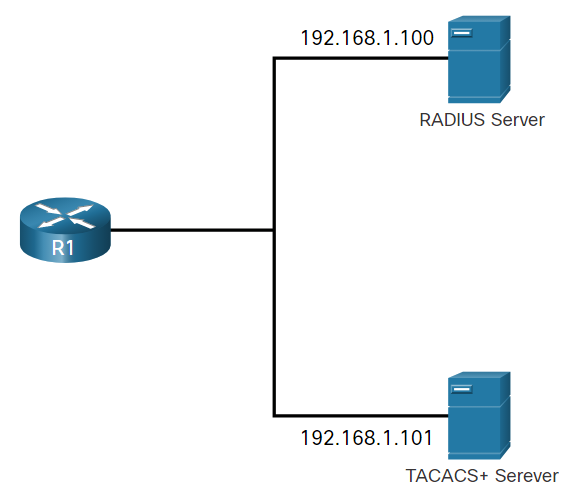 192.168.1.100
RADIUS Server
R1
192.168.1.101
TACACS+ Serever